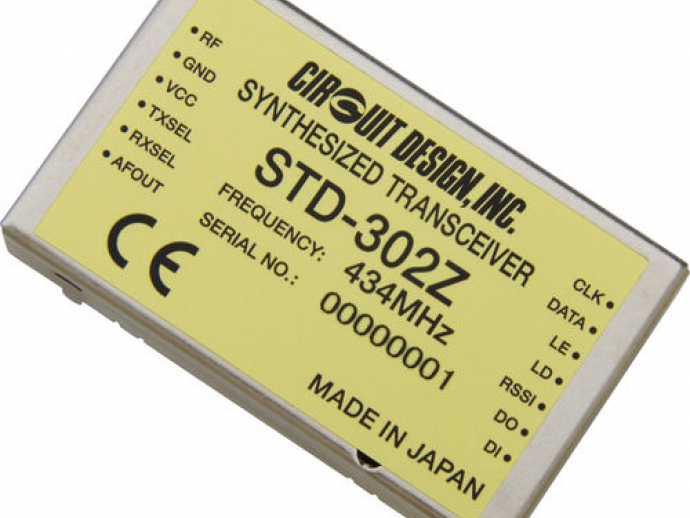 RF
GND
VCC
TXSEL
RXSEL
AFOUT
CIRCUIT DESIGN, INC.
SYNTHESIZED TRANSCEIVER
STD-302Z
FREQUENCY: 434MHz
SERIAL NO.: 00000001
CE
MADE IN JAPAN
CLK
DATA
LE
LD
RSSI
DO
DI